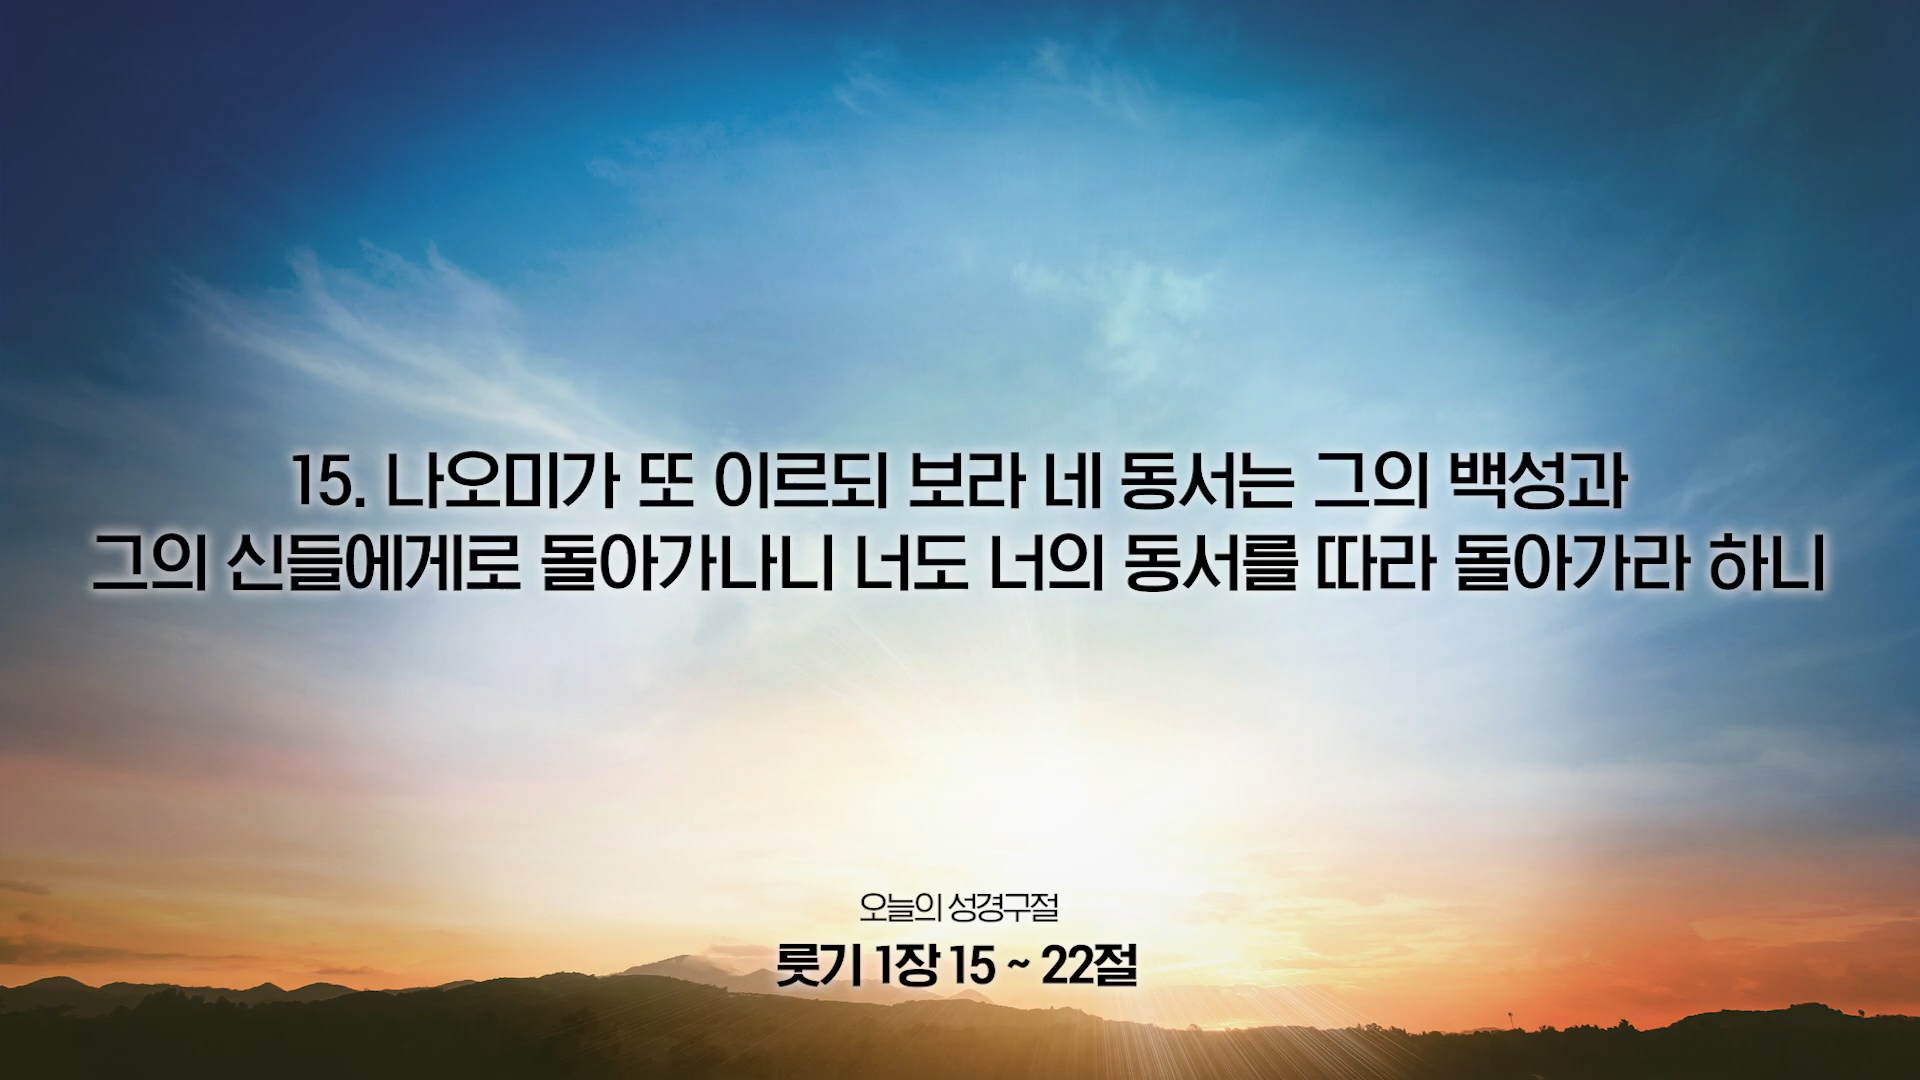 15. 나오미가 또 이르되 보라 네 동서는 그의 백성과
그의 신들에게로 돌아가나니 너도 너의 동서를 따라 돌아가라 하니
오늘의 성경구절
룻기 1장 15 ~ 22절